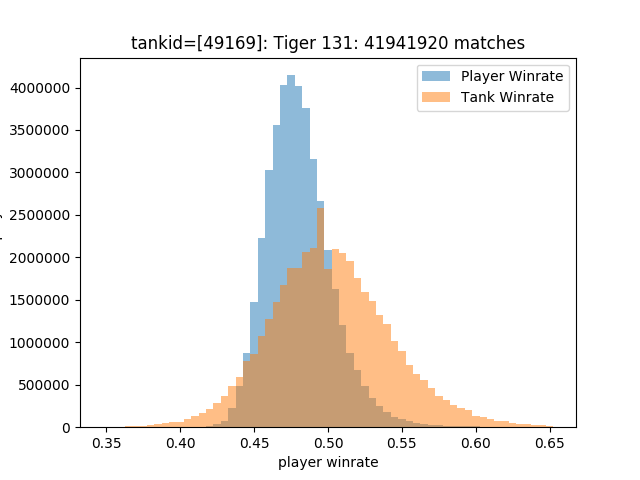 tankid=[49169]: Tiger 131: 41941920 matches
Player Winrate
Tank Winrate
4000000
3500000
3000000
2500000
2000000
1500000
1000000
500000
0
0.35 0.40 0.45 0.50 0.55 0.60 0.65
player winrate